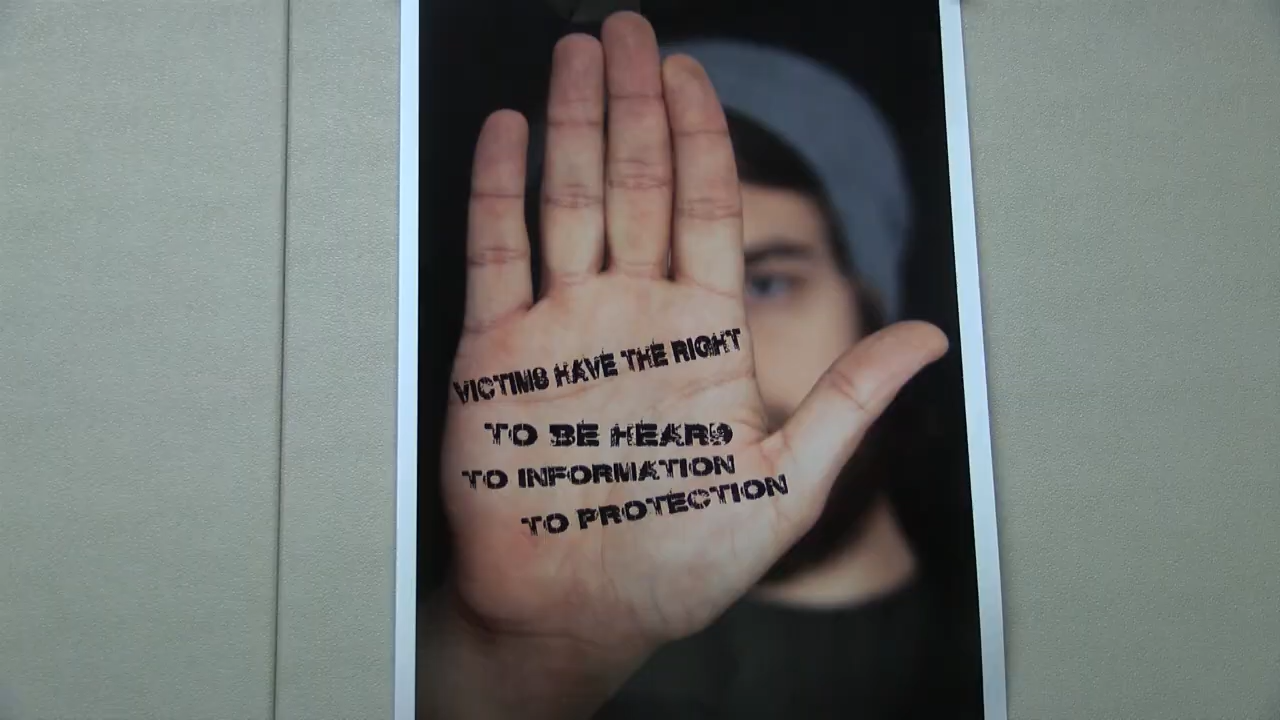 VICTIMS HAVE THE RIGHT
TO BE HEARD
TO INFORMATION
TO PROTECTION